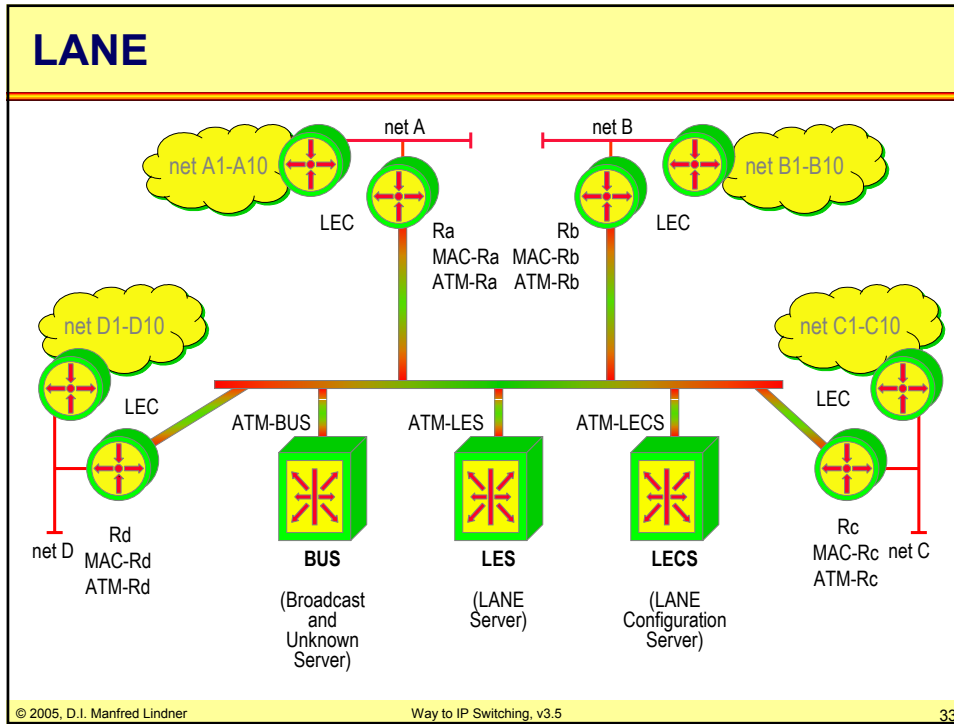 LANE
net A
net B
net A1-A10
net B1-B10
LEC
LEC
Ra
MAC-Ra
ATM-Ra
Rb
MAC-Rb
ATM-Rb
net D1-D10
net C1-C10
LEC
LEC
ATM-BUS
ATM-LES
ATM-LECS
net D
Rd
MAC-Rd
ATM-Rd
BUS
(Broadcast
and
Unknown
Server)
LES
(LANE
Server)
LECS
(LANE
Configuration
Server)
Rc
MAC-Rc
ATM-Rc
net C
© 2005, D.I. Manfred Lindner
Way to IP Switching, v3.5
33